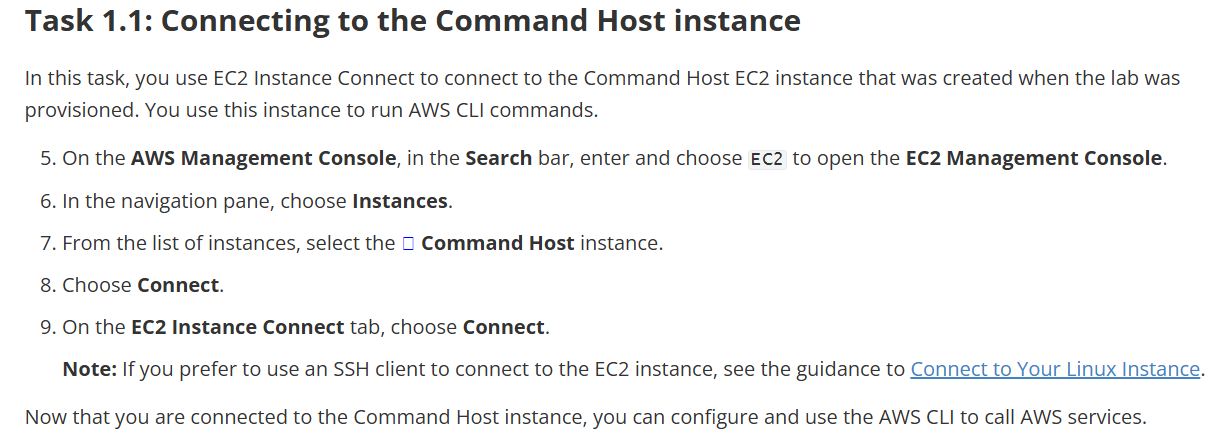 Task 1.1: Connecting to the Command Host instance
In this task, you use EC2 Instance Connect to connect to the Command Host EC2 instance that was created when the lab was
provisioned. You use this instance to run AWS CLI commands.
5. On the AWS Management Console, in the Search bar, enter and choose EC2 to open the EC2 Management Console.
6. In the navigation pane, choose Instances.
7. From the list of instances, select the Command Host instance.
8. Choose Connect.
9. On the EC2 Instance Connect tab, choose Connect.
Note: If you prefer to use an SSH client to connect to the EC2 instance, see the guidance to Connect to Your Linux Instance.
Now that you are connected to the Command Host instance, you can configure and use the AWS CLI to call AWS services.